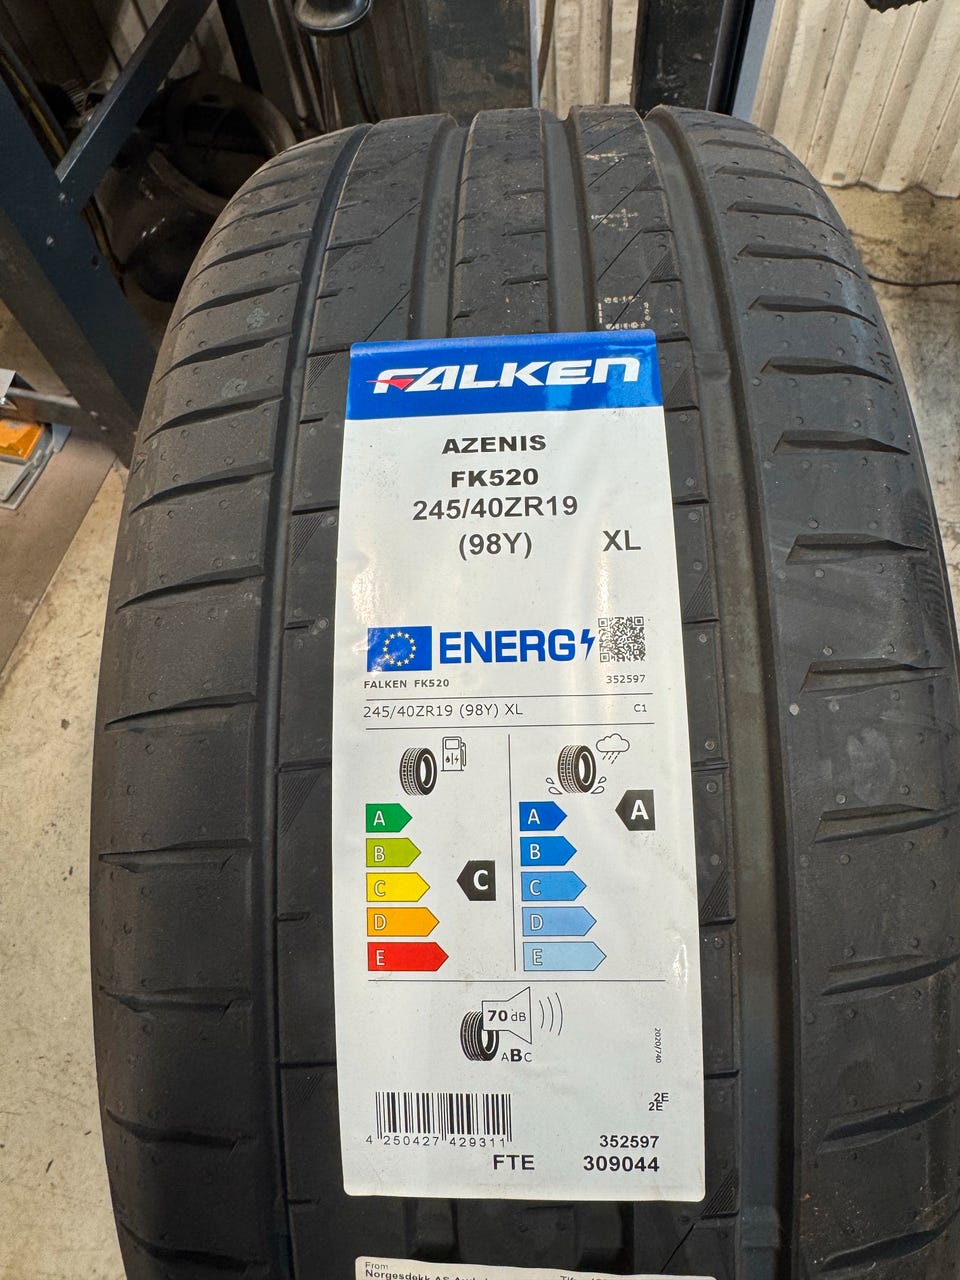 FALKEN
AZENIS
FK520
245/40ZR19
(98Y) XL
ENERG
FALKEN FK520 352597
245/40ZR19 (98Y) XL C1
A A
B B
C C
D D
E E
C
A
70 dB
ABC
2020/740
2E
2E
4 250427 429311
352597
FTE 309044
From
Norgesdekk AS